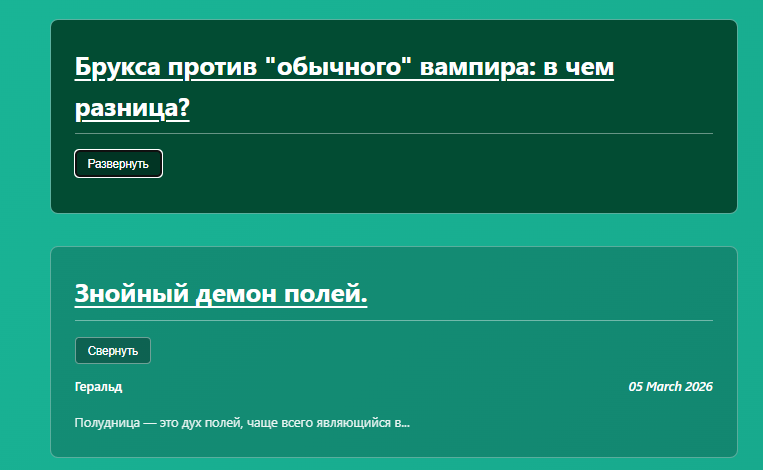 Брукса против "обычного" вампира: в чем
разница?
Развернуть
Знойный демон полей.
Свернуть
Геральд 05 March 2026
Полудница — это дух полей, чаще всего являющийся в...